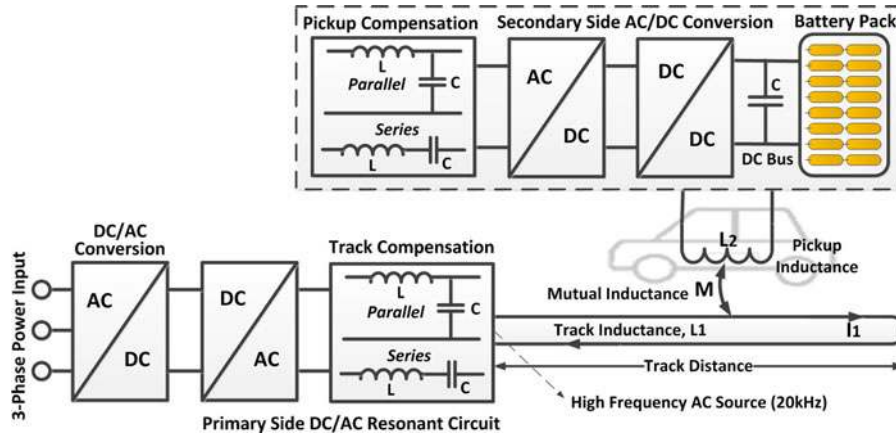 Pickup Compensation
Secondary Side AC/DC Conversion
Battery Pack
L
Parallel
C
Series
L
C
AC
DC
DC
DC
C
DC Bus
DC/AC
Conversion
Track Compensation
L2
Pickup
Inductance
Mutual Inductance M
3-Phase Power Input
AC
DC
DC
AC
L
Parallel
C
Series
L
C
Track Inductance, L1
I1
Track Distance
High Frequency AC Source (20kHz)
Primary Side DC/AC Resonant Circuit